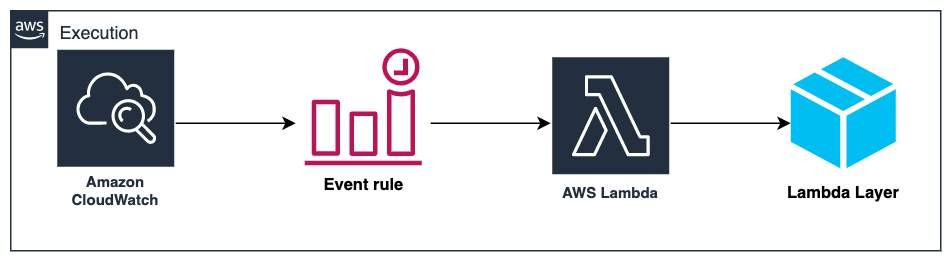 aws
Execution
Amazon
CloudWatch
Event rule
AWS Lambda
Lambda Layer